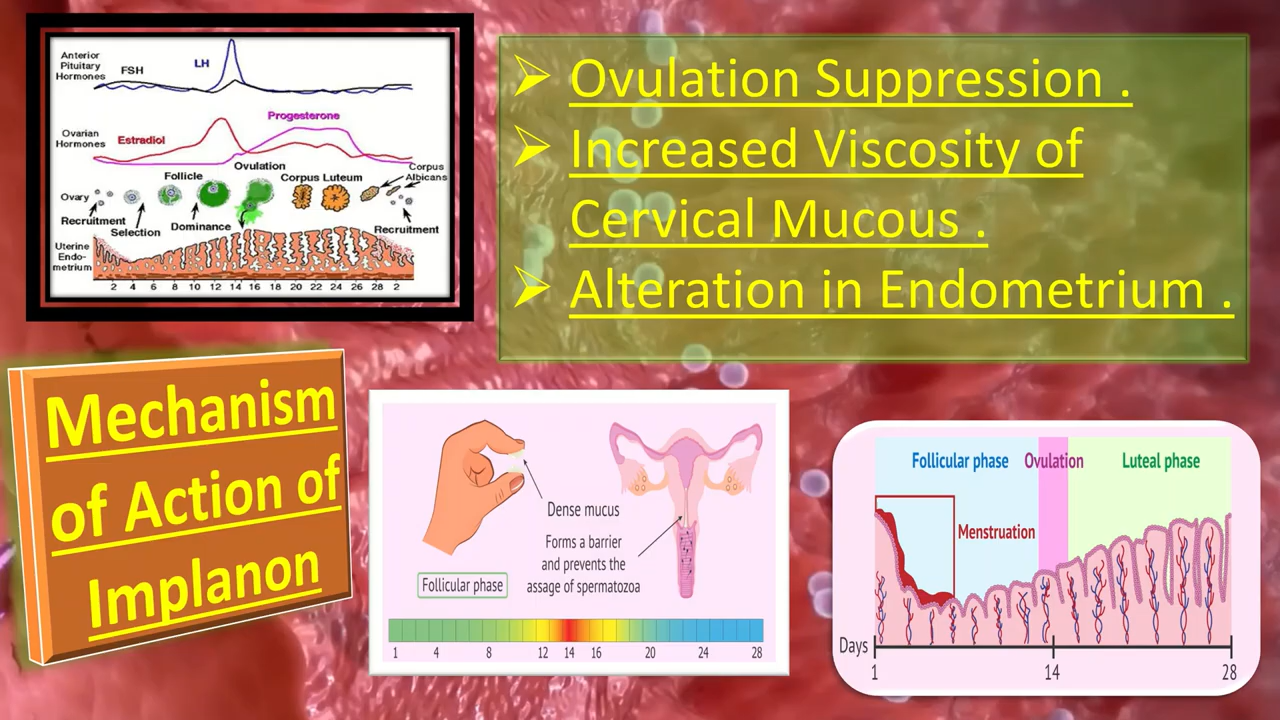 Anterior
Pituitary
Hormones
FSH
LH
Ovarian
Hormones
Estradiol
Progesterone
Ovulation
Follicle
Corpus Luteum
Corpus
Albicans
Ovary
Recruitment
Selection
Dominance
Recruitment
Uterine
Endo-
metrium
2 4 6 8 10 12 14 16 18 20 22 24 26 28 2
➢ Ovulation Suppression .
➢ Increased Viscosity of
Cervical Mucous .
➢ Alteration in Endometrium .
Mechanism
of Action of
Implanon
Dense mucus
Forms a barrier
and prevents the
assage of spermatozoa
Follicular phase
1 4 8 12 14 16 20 24 28
Follicular phase Ovulation Luteal phase
Menstruation
Days
1 14 28